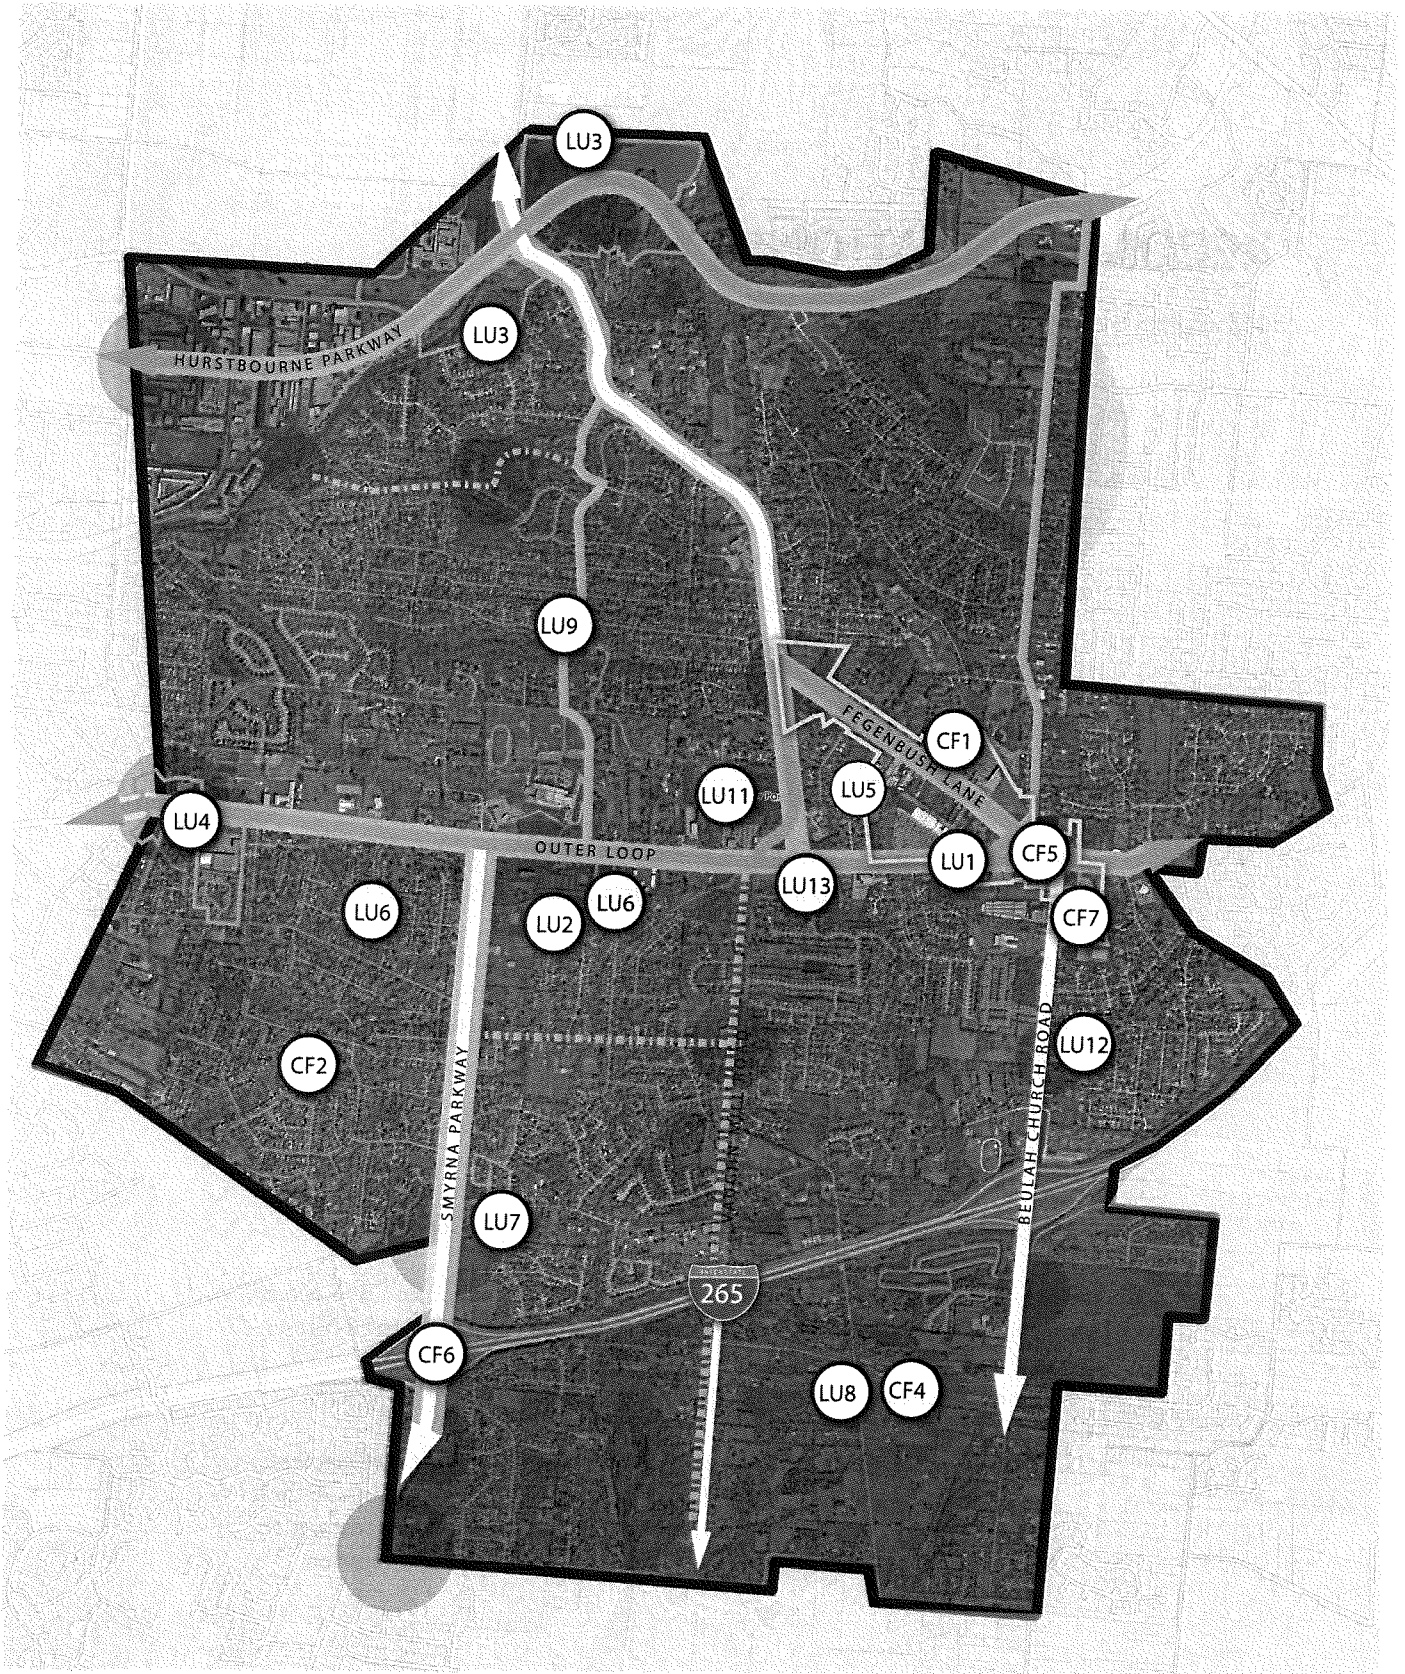 LU3
LU3
HURSTBOURNE PARKWAY
LU9
FEGENBUSH LANE
CF1
LU11
LU5
LU4
OUTER LOOP
LU1
CF5
LU13
LU6
LU2
LU6
CF7
CF2
SMYRNA PARKWAY
BEULAH CHURCH ROAD
LU12
LU7
INTERSTATE
265
CF6
LU8
CF4